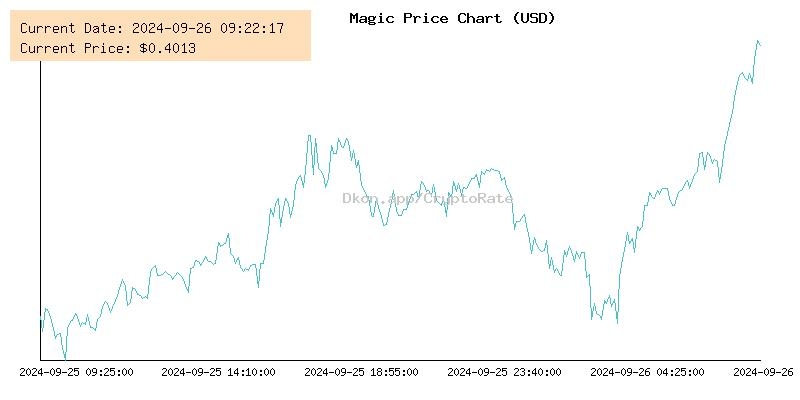 Magic Price Chart (USD)
Current Date: 2024-09-26 09:22:17
Current Price: $0.4013
Dkon.app/CryptoRate
2024-09-25 09:25:00
2024-09-25 14:10:00
2024-09-25 18:55:00
2024-09-25 23:40:00
2024-09-26 04:25:00
2024-09-26